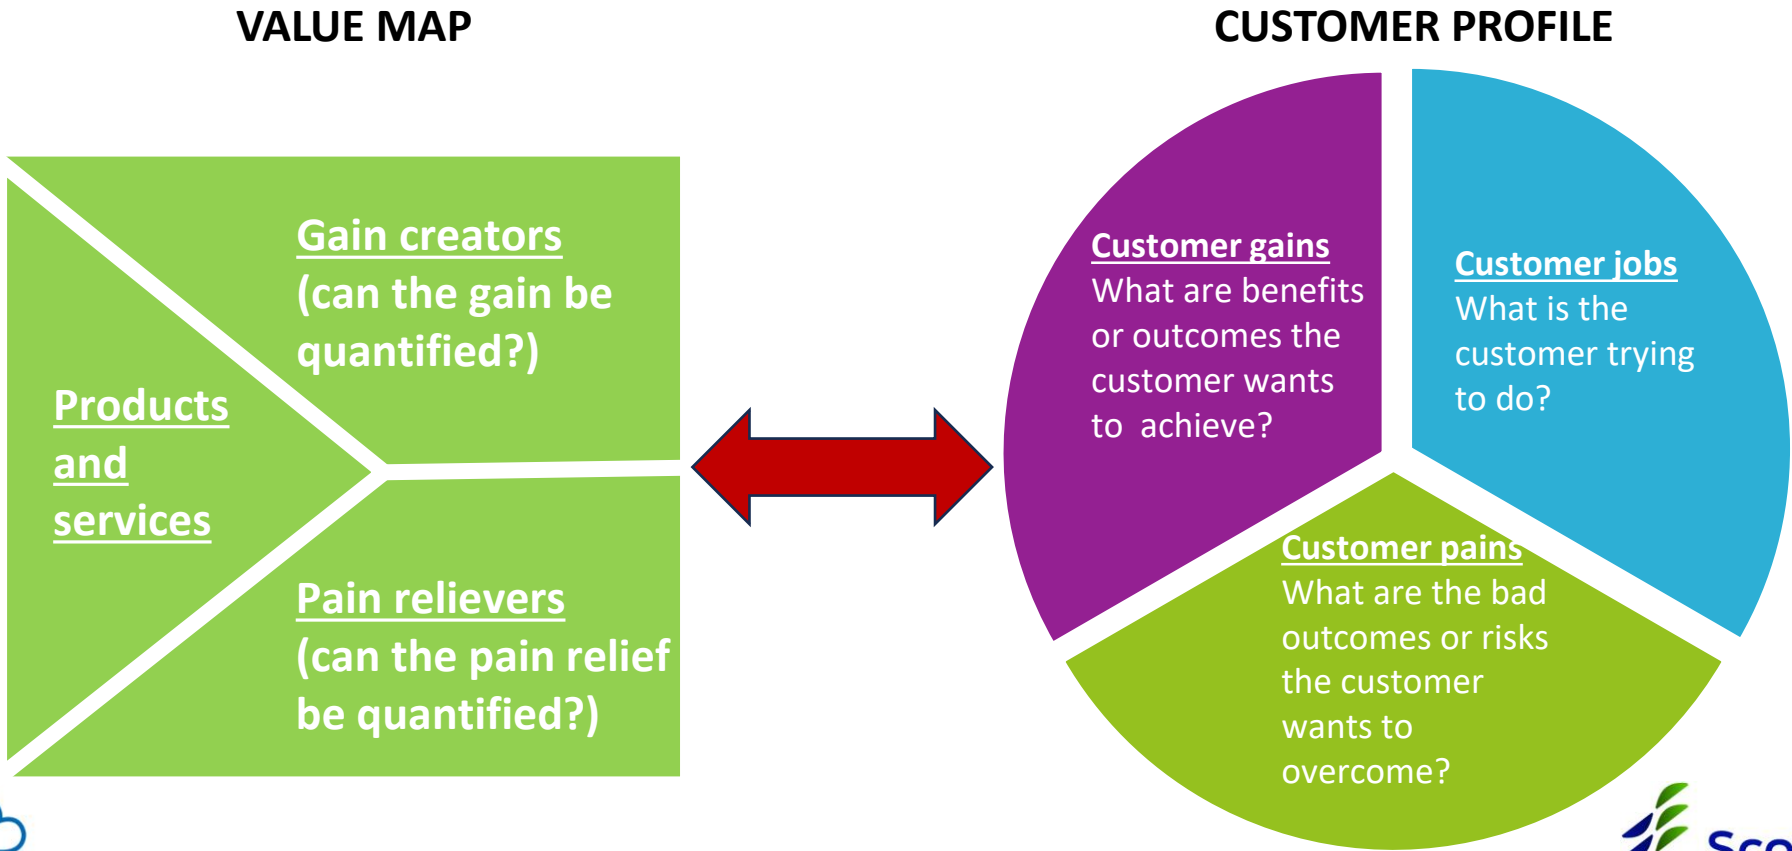 VALUE MAP
CUSTOMER PROFILE
Gain creators
(can the gain be
quantified?)
Products
and
services
Pain relievers
(can the pain relief
be quantified?)
Customer gains
What are benefits
or outcomes the
customer wants
to achieve?
Customer jobs
What is the
customer trying
to do?
Customer pains
What are the bad
outcomes or risks
the customer
wants to
overcome?